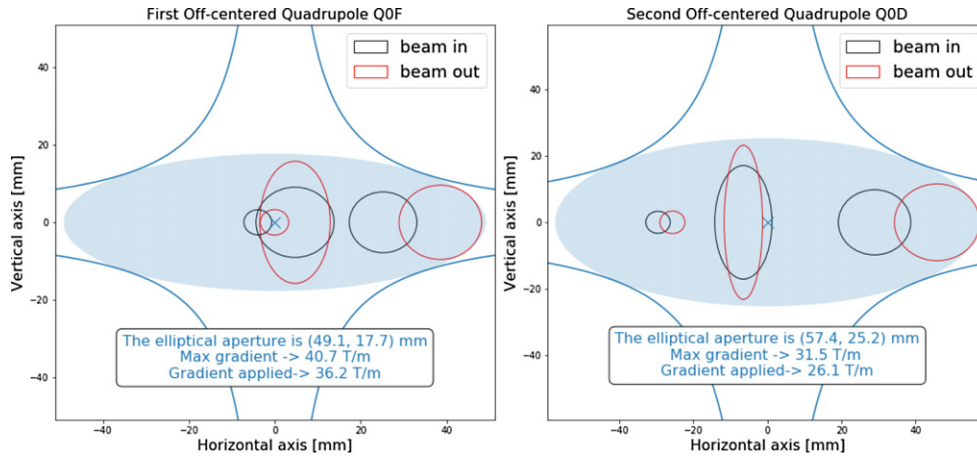 First Off-centered Quadrupole Q0F
beam in
beam out
Vertical axis [mm]
40
20
0
−20
−40
The elliptical aperture is (49.1, 17.7) mm
Max gradient -> 40.7 T/m
Gradient applied-> 36.2 T/m
−40
−20
0
20
40
Horizontal axis [mm]
Second Off-centered Quadrupole Q0D
beam in
beam out
Vertical axis [mm]
40
20
0
−20
−40
The elliptical aperture is (57.4, 25.2) mm
Max gradient -> 31.5 T/m
Gradient applied-> 26.1 T/m
−40
−20
0
20
40
Horizontal axis [mm]